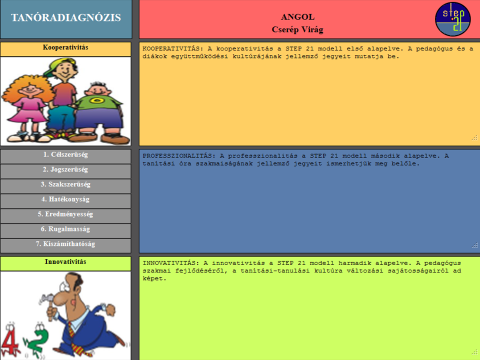 TANÓRADIAGNÓZIS
ANGOL
Cserép Virág
step
21
Kooperativitás
KOOPERATIVITÁS: A kooperativitás a STEP 21 modell első alapelve. A pedagógus és a
diákok együttműködési kultúrájának jellemző jegyeit mutatja be.
1. Célszerűség
2. Jogszerűség
3. Szakszerűség
4. Hatékonyság
5. Eredményesség
6. Rugalmasság
7. Kiszámíthatóság
PROFESSZIONALITÁS: A professzionalitás a STEP 21 modell második alapelve. A
tanítási óra szakmaiságának jellemző jegyeit ismerhetjük meg belőle.
Innovativitás
INNOVATIVITÁS: A innovativitás a STEP 21 modell harmadik alapelve. A pedagógus
szakmai fejlődéséről, a tanítási-tanulási kultúra változási sajátosságairól ad
képet.
4 2